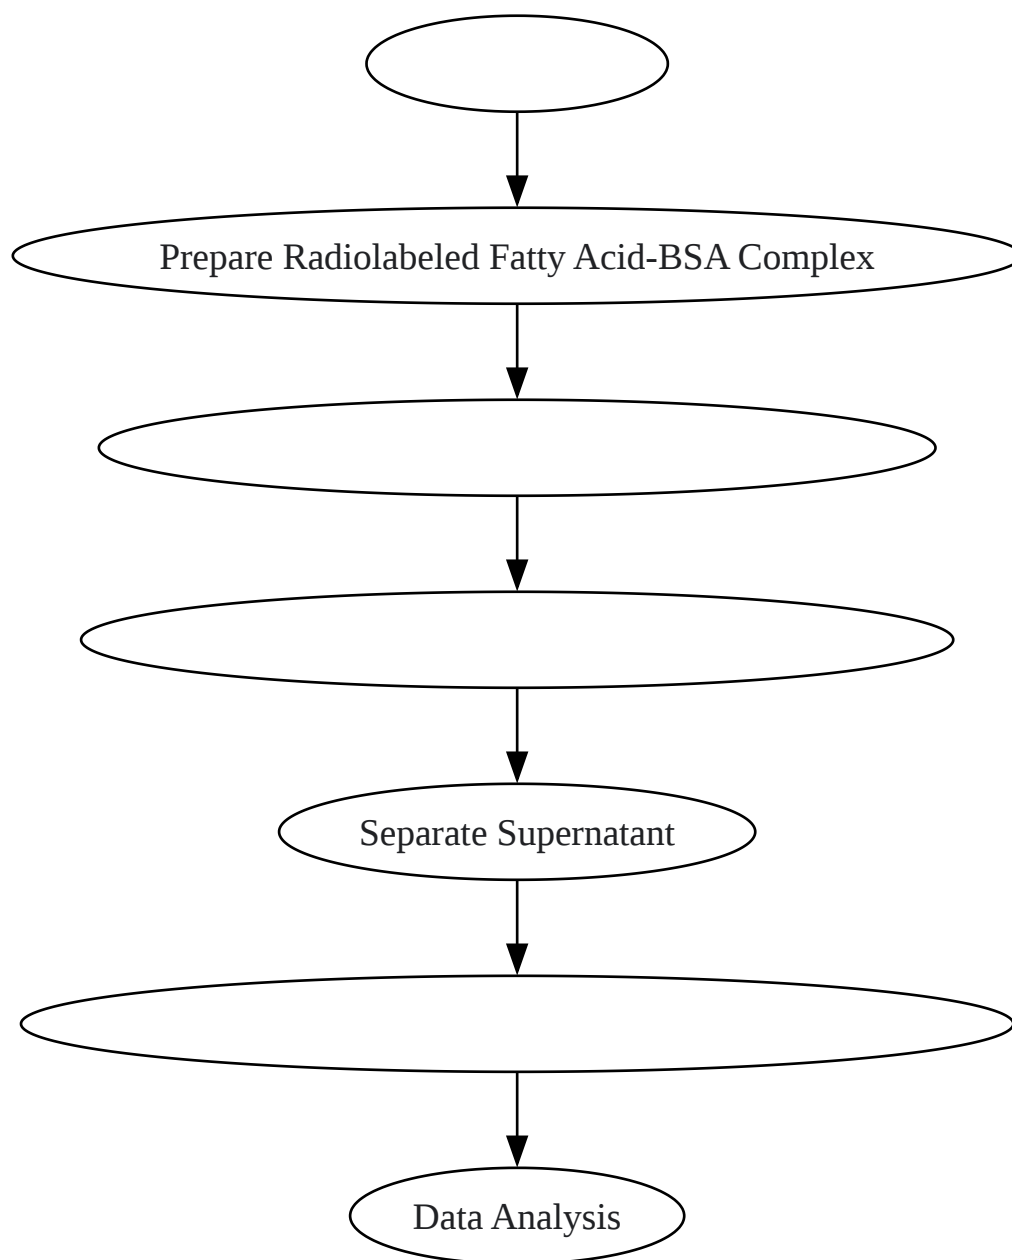 Prepare Radiolabeled Fatty Acid-BSA Complex
Separate Supernatant
Data Analysis